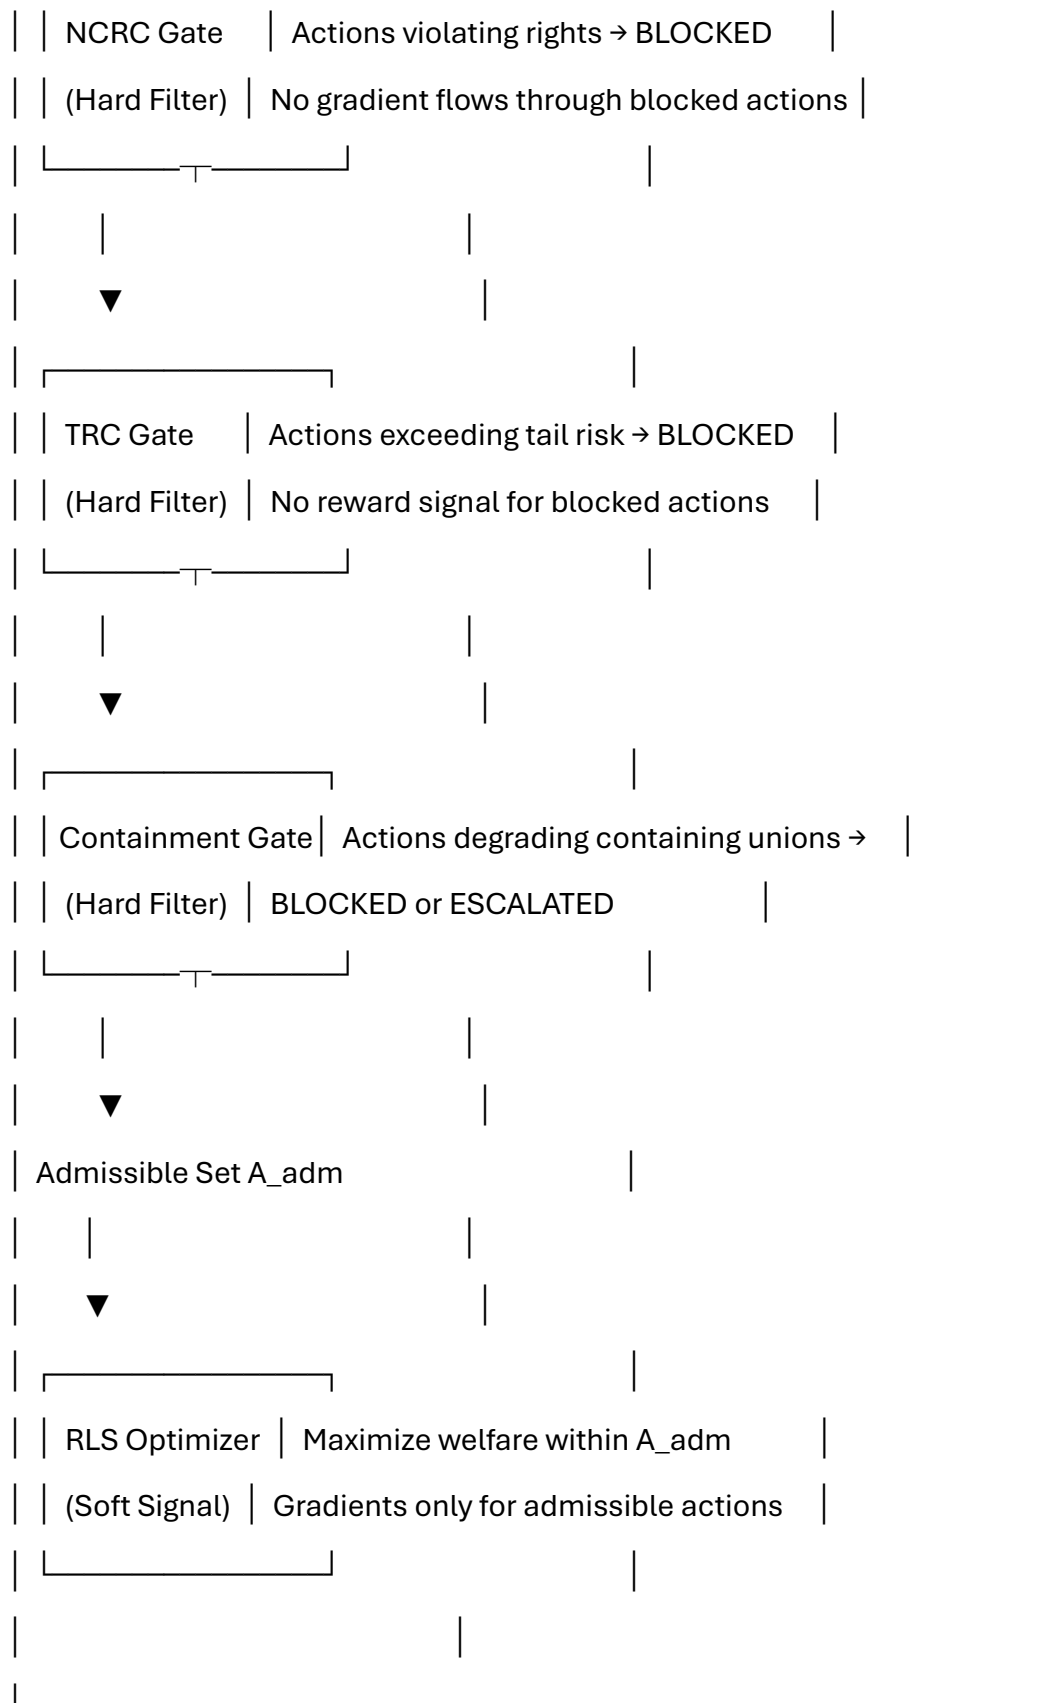 │ │ NCRC Gate │ Actions violating rights → BLOCKED │
│ │ (Hard Filter) │ No gradient flows through blocked actions │
│ └────────┬────────┘ │
│ │ │
│ ▼ │
│ ┌─────────────────┐ │
│ │ TRC Gate │ Actions exceeding tail risk → BLOCKED │
│ │ (Hard Filter) │ No reward signal for blocked actions │
│ └────────┬────────┘ │
│ │ │
│ ▼ │
│ ┌─────────────────┐ │
│ │ Containment Gate│ Actions degrading containing unions → │
│ │ (Hard Filter) │ BLOCKED or ESCALATED │
│ └────────┬────────┘ │
│ │ │
│ ▼ │
│ Admissible Set A_adm │
│ │ │
│ ▼ │
│ ┌─────────────────┐ │
│ │ RLS Optimizer │ Maximize welfare within A_adm │
│ │ (Soft Signal) │ Gradients only for admissible actions │
│ └─────────────────┘ │
│ │